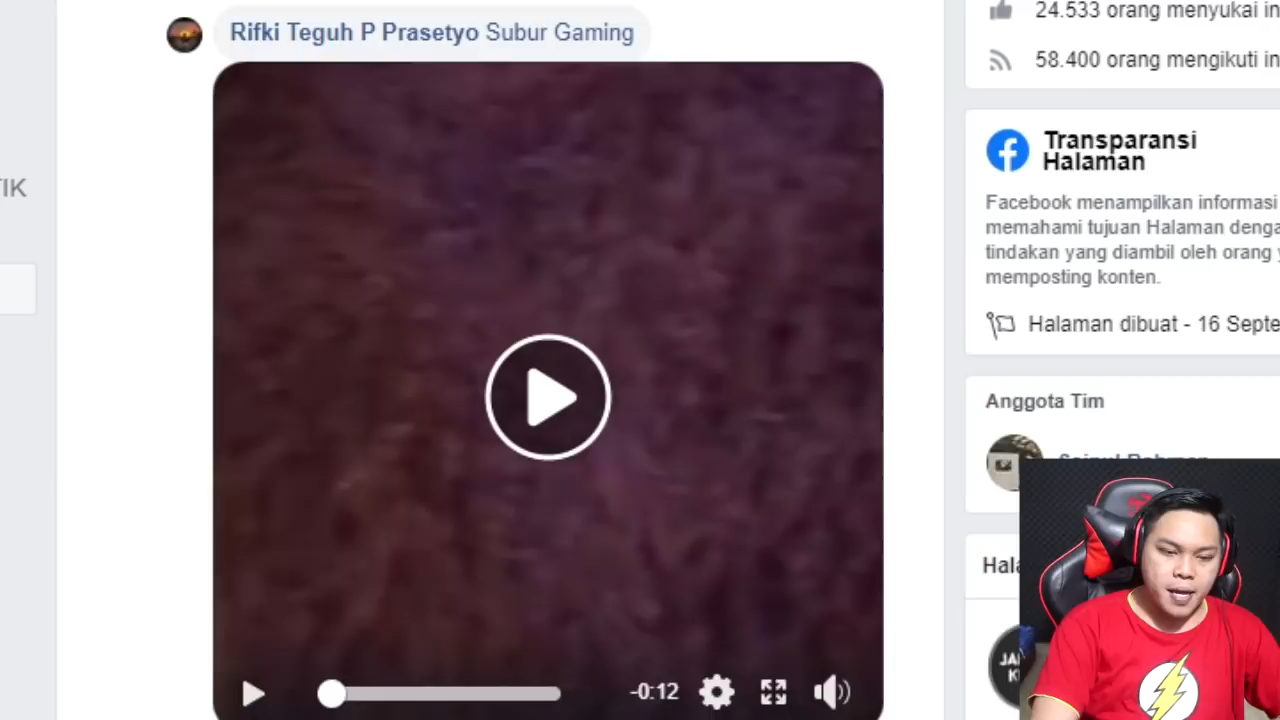 Rifki Teguh P Prasetyo Subur Gaming
-0:12
TIK
24.533 orang menyukai in
58.400 orang mengikuti in
Transparansi
Halaman
Facebook menampilkan informasi
memahami tujuan Halaman denga
tindakan yang diambil oleh orang y
memposting konten.
Halaman dibuat - 16 Septe
Anggota Tim
Hala
JA
K